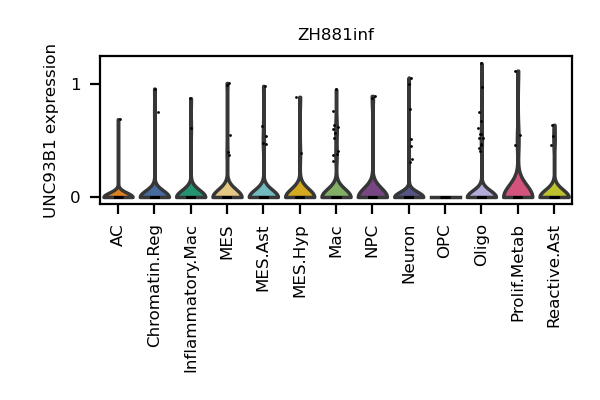 ZH881inf
UNC93B1 expression
1
0
AC
Chromatin.Reg
Inflammatory.Mac
MES
MES.Ast
MES.Hyp
Mac
NPC
Neuron
OPC
Oligo
Prolif.Metab
Reactive.Ast